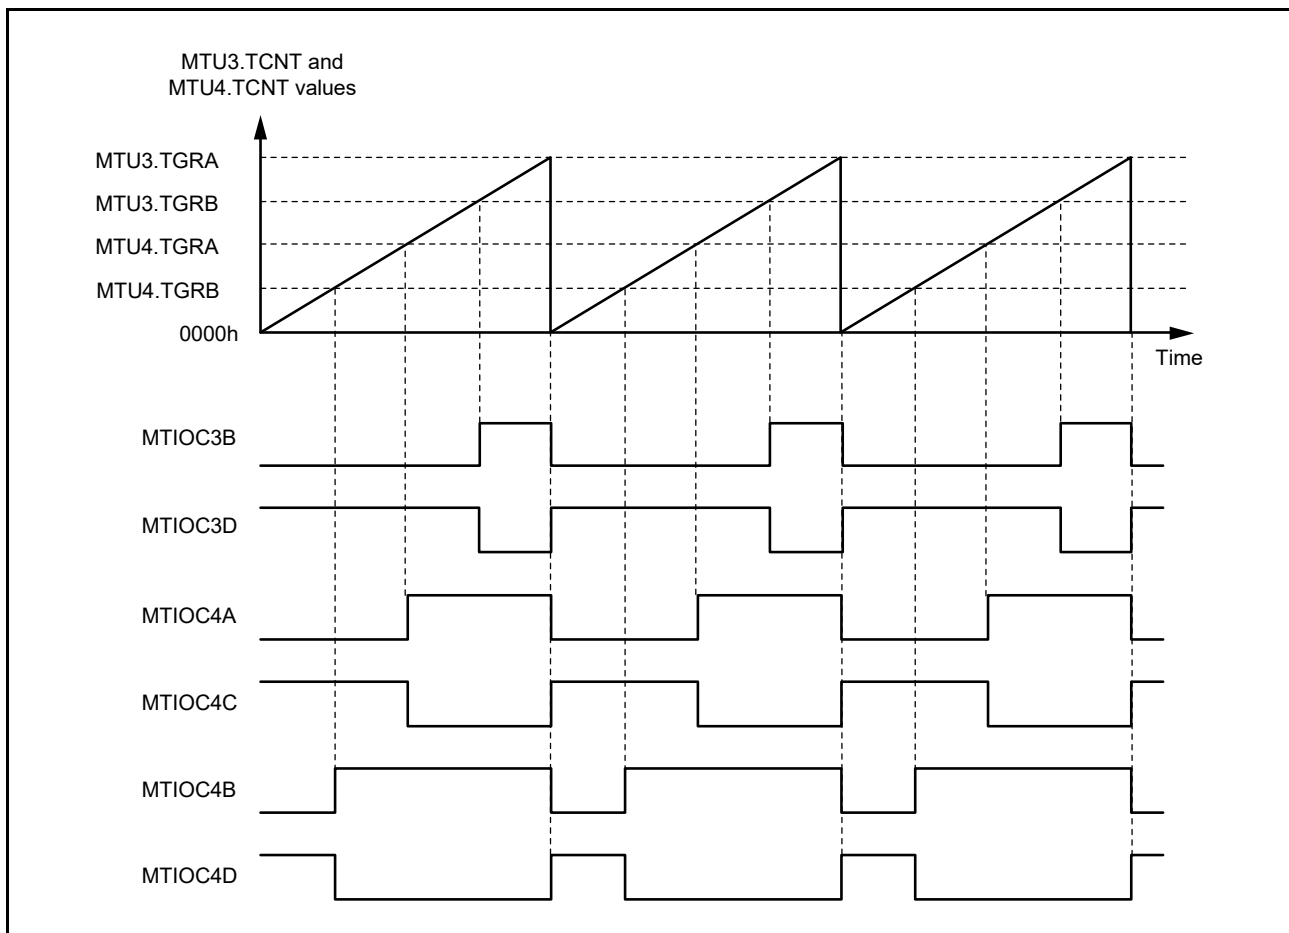 MTU3.TCNT and
MTU4.TCNT values
MTU3.TGRA
MTU3.TGRB
MTU4.TGRA
MTU4.TGRB
0000h
Time
MTIOC3B
MTIOC3D
MTIOC4A
MTIOC4C
MTIOC4B
MTIOC4D